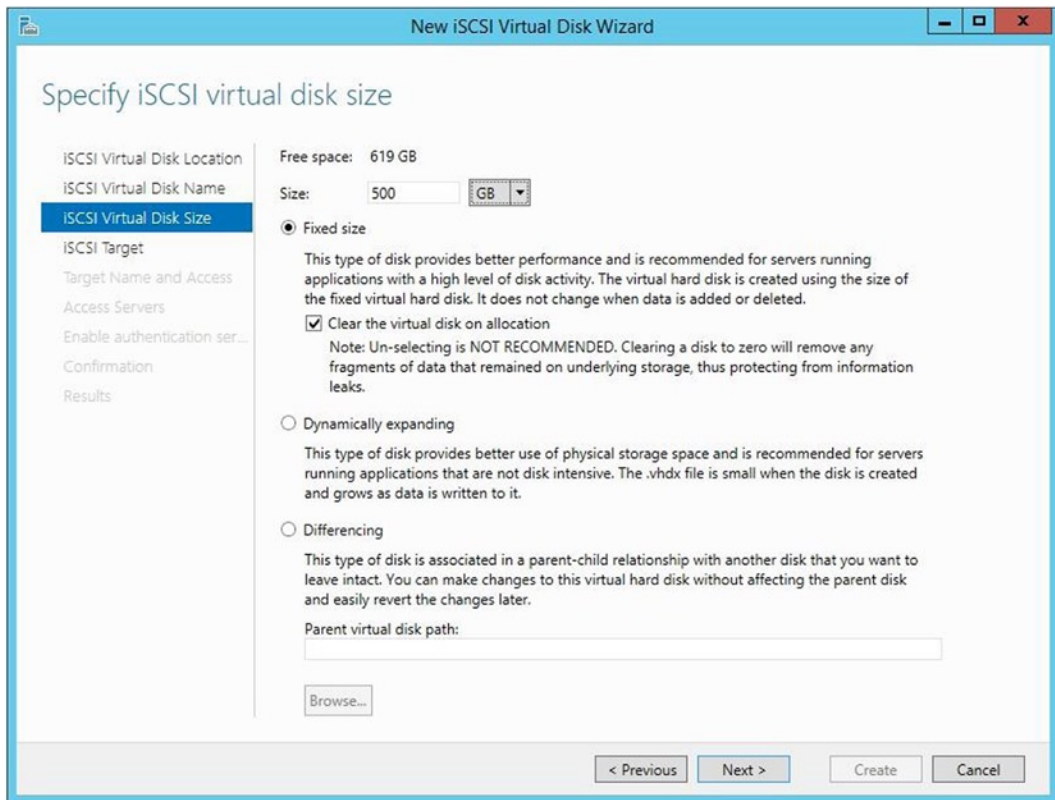 New iSCSI Virtual Disk Wizard
Specify iSCSI virtual disk size
iSCSI Virtual Disk Location
iSCSI Virtual Disk Name
iSCSI Virtual Disk Size
iSCSI Target
Target Name and Access
Access Servers
Enable authentication ser...
Confirmation
Results
Free space: 619 GB
Size: 500 GB
Fixed size
This type of disk provides better performance and is recommended for servers running
applications with a high level of disk activity. The virtual hard disk is created using the size of
the fixed virtual hard disk. It does not change when data is added or deleted.
Clear the virtual disk on allocation
Note: Un-selecting is NOT RECOMMENDED. Clearing a disk to zero will remove any
fragments of data that remained on underlying storage, thus protecting from information
leaks.
Dynamically expanding
This type of disk provides better use of physical storage space and is recommended for servers
running applications that are not disk intensive. The .vhdx file is small when the disk is created
and grows as data is written to it.
Differencing
This type of disk is associated in a parent-child relationship with another disk that you want to
leave intact. You can make changes to this virtual hard disk without affecting the parent disk
and easily revert the changes later.
Parent virtual disk path:
Browse...
< Previous Next > Create Cancel